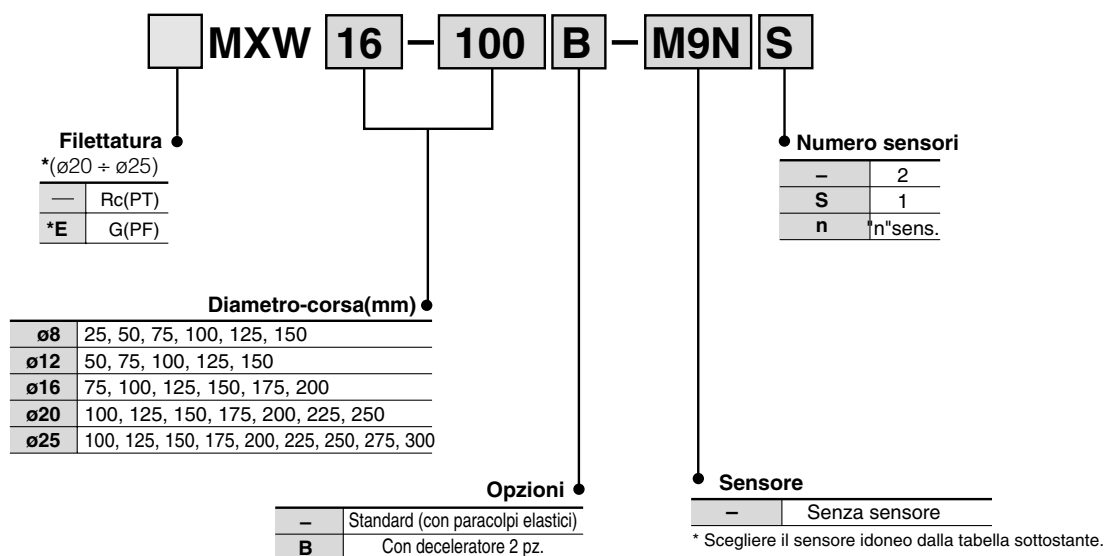 MXW 16 – 100 B – M9N S
Filettatura
*(ø20 ÷ ø25)
— Rc(PT)
*E G(PF)
Numero sensori
– 2
S 1
n "n"sens.
Diametro-corsa(mm)
ø8 25, 50, 75, 100, 125, 150
ø12 50, 75, 100, 125, 150
ø16 75, 100, 125, 150, 175, 200
ø20 100, 125, 150, 175, 200, 225, 250
ø25 100, 125, 150, 175, 200, 225, 250, 275, 300
Opzioni
– Standard (con paracolpi elastici)
B Con deceleratore 2 pz.
Sensore
– Senza sensore
* Scegliere il sensore idoneo dalla tabella sottostante.